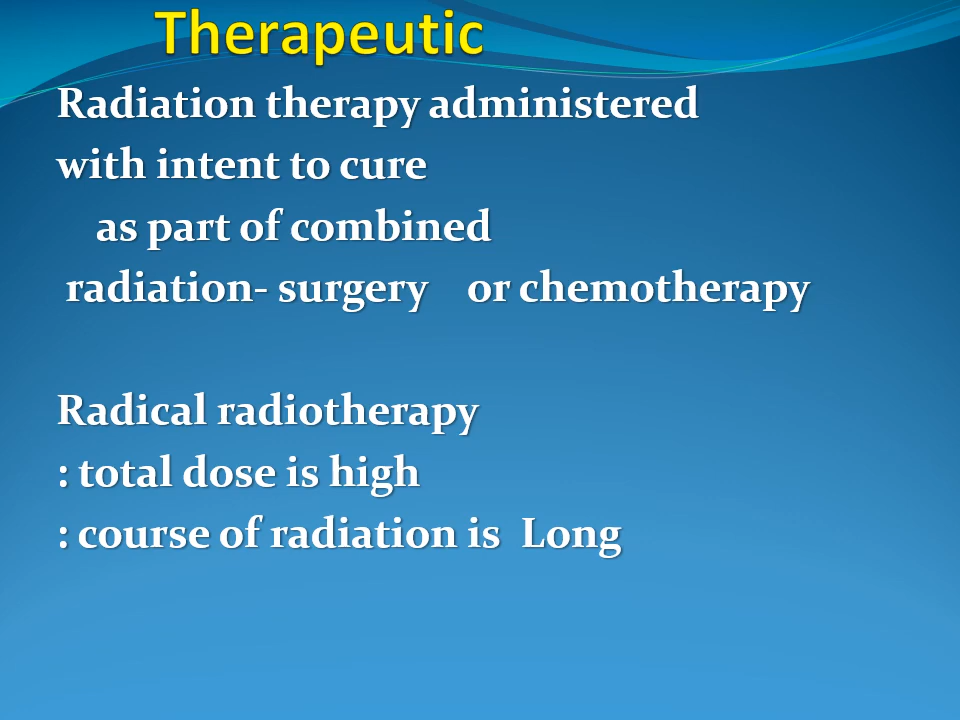 Therapeutic
Radiation therapy administered
with intent to cure
as part of combined
radiation- surgery or chemotherapy
Radical radiotherapy
: total dose is high
: course of radiation is Long